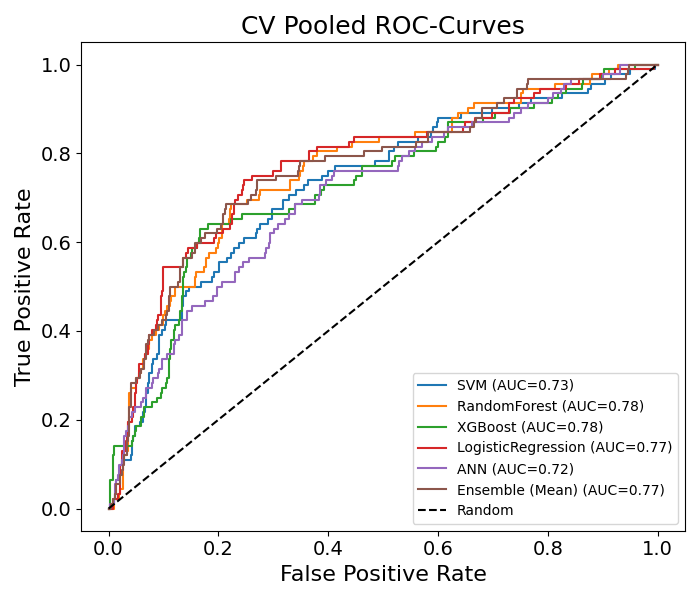 CV Pooled ROC-Curves
True Positive Rate
1.0
0.8
0.6
0.4
0.2
0.0
SVM (AUC=0.73)
RandomForest (AUC=0.78)
XGBoost (AUC=0.78)
LogisticRegression (AUC=0.77)
ANN (AUC=0.72)
Ensemble (Mean) (AUC=0.77)
Random
0.0 0.2 0.4 0.6 0.8 1.0
False Positive Rate